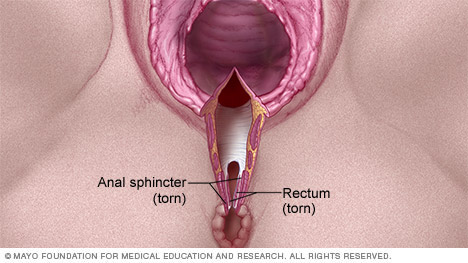 Anal sphincter
(torn)
Rectum
(torn)
© MAYO FOUNDATION FOR MEDICAL EDUCATION AND RESEARCH. ALL RIGHTS RESERVED.